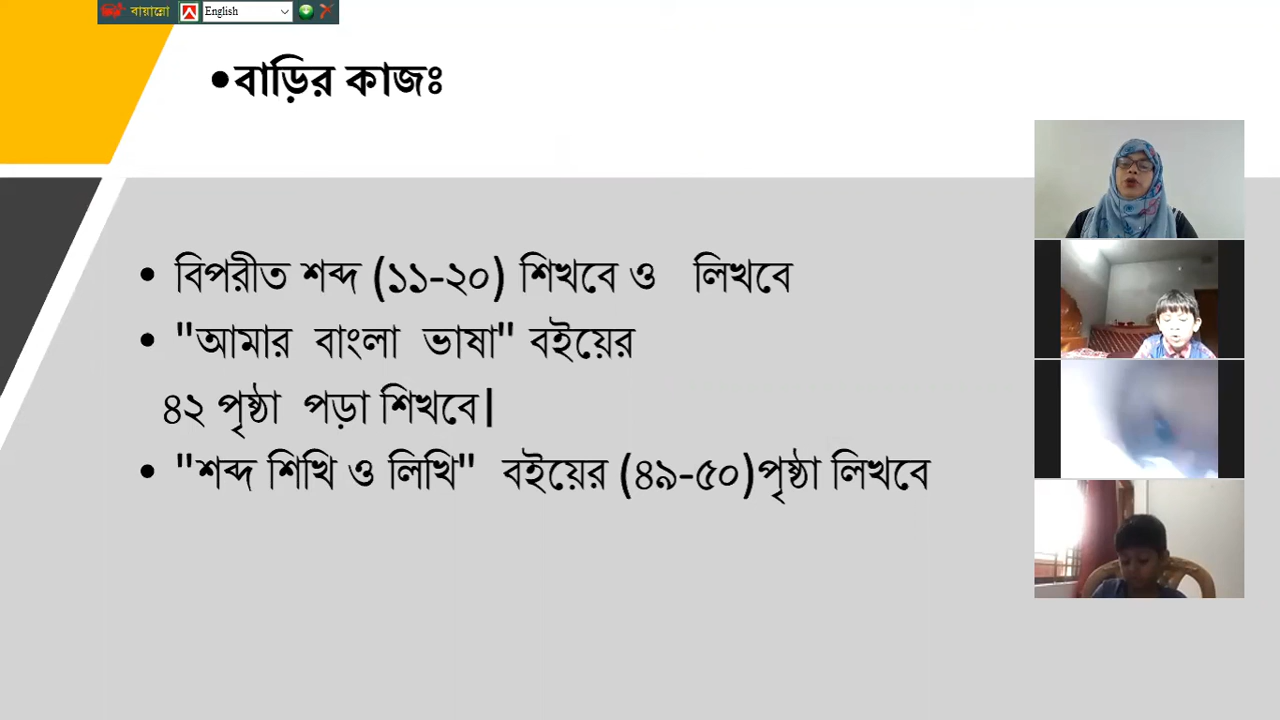 বায়ান্নো English
•বাড়ির কাজঃ
• বিপরীত শব্দ (১১-২০) শিখবে ও লিখবে
• "আমার বাংলা ভাষা" বইয়ের
৪২ পৃষ্ঠা পড়া শিখবে|
• "শব্দ শিখি ও লিখি" বইয়ের (৪৯-৫০)পৃষ্ঠা লিখবে